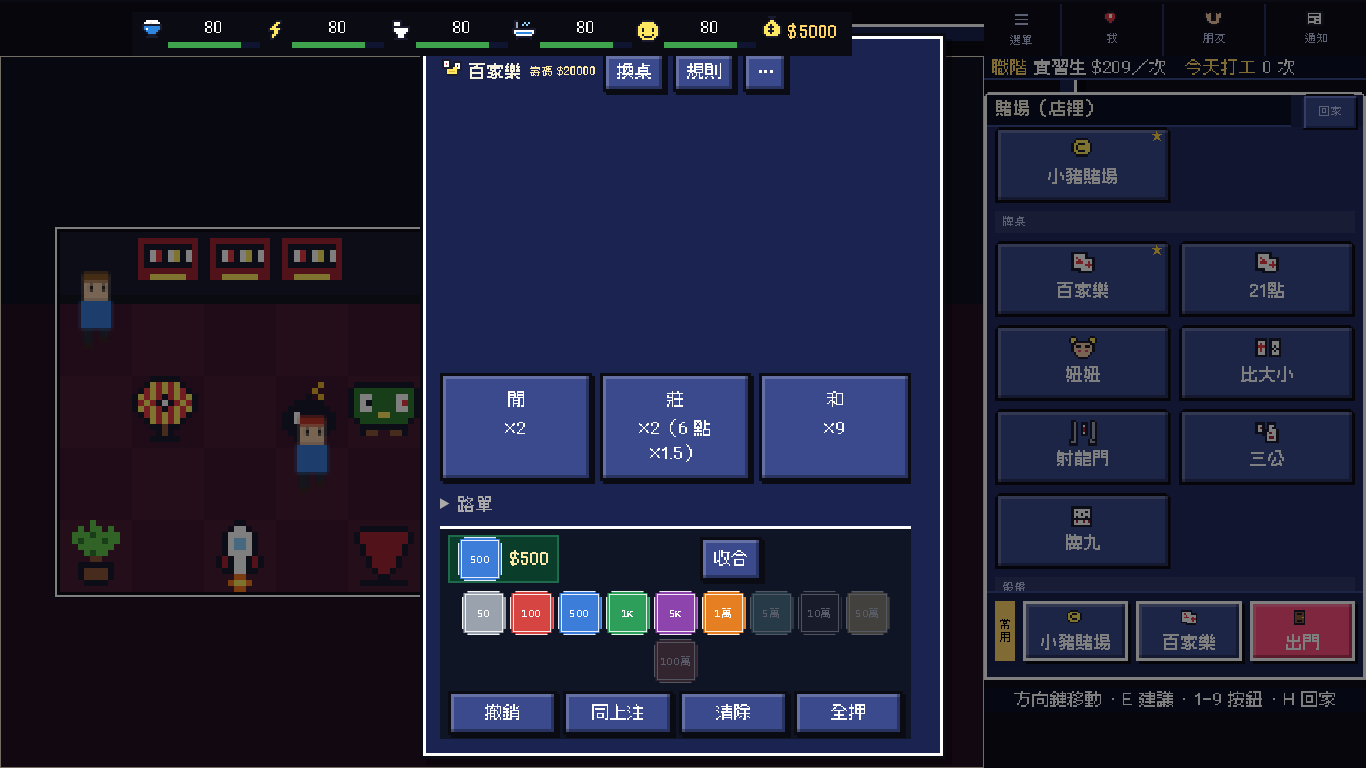 80
80
80
80
80
$5000
選單
我
朋友
通知
職階 實習生 $209／次 今天打工 0 次
賭場（店裡）
回家
小豬賭場
牌桌
百家樂
21點
妞妞
比大小
射龍門
三公
牌九
常用
小豬賭場
百家樂
出門
方向鍵移動 · E 建議 · 1-9 按鈕 · H 回家
百家樂 籌碼 $20000
換桌
規則
···
閒
×2
莊
×2（6 點
×1.5）
和
×9
▶ 路單
500
$500
收合
50
100
500
1K
5K
1萬
5萬
10萬
50萬
100萬
撤銷
同上注
清除
全押